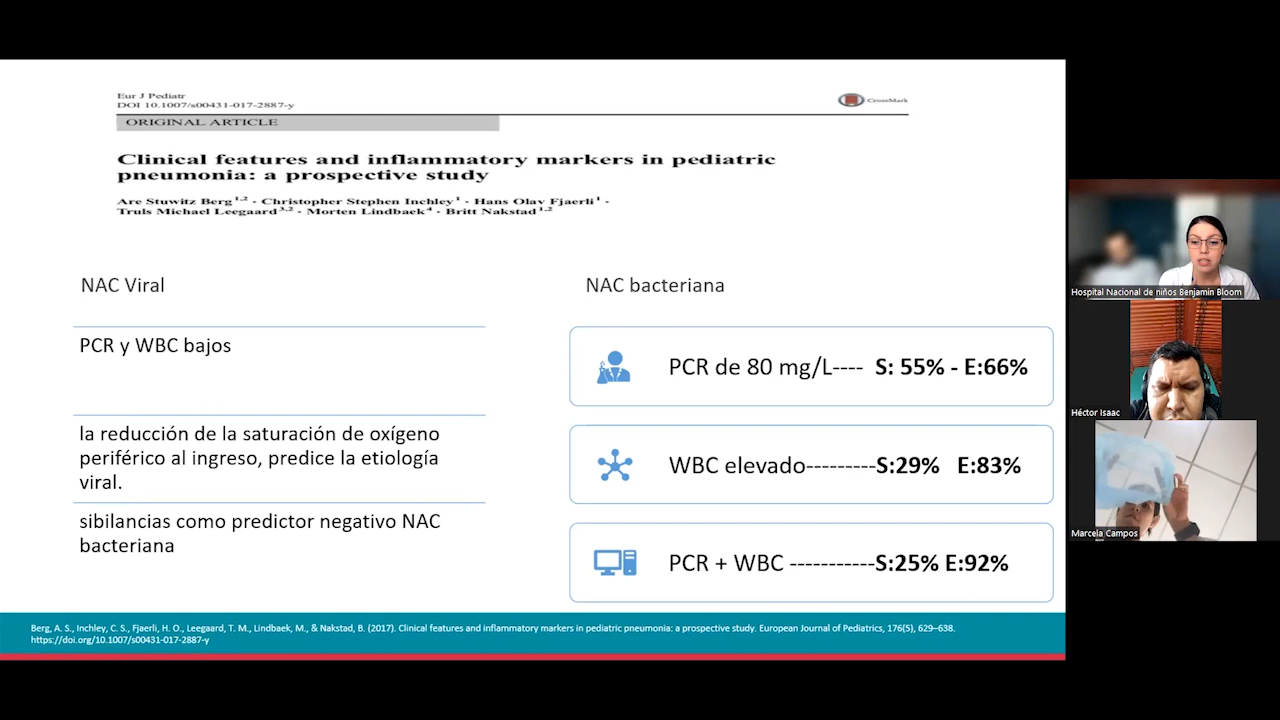 Eur J Pediatr
DOI 10.1007/s00431-017-2887-y
CrossMark
ORIGINAL ARTICLE
Clinical features and inflammatory markers in pediatric
pneumonia: a prospective study
Are Stuwitz Berg 1,2 · Christopher Stephen Inchley 1 · Hans Olav Fjaerli 1 ·
Truls Michael Leegaard 3,2 · Morten Lindbaek 4 · Britt Nakstad 1,2
NAC Viral
PCR y WBC bajos
la reducción de la saturación de oxígeno
periférico al ingreso, predice la etiología
viral.
sibilancias como predictor negativo NAC
bacteriana
NAC bacteriana
PCR de 80 mg/L---- S: 55% - E:66%
WBC elevado---------S:29% E:83%
PCR + WBC -----------S:25% E:92%
Berg, A. S., Inchley, C. S., Fjaerli, H. O., Leegaard, T. M., Lindbaek, M., & Nakstad, B. (2017). Clinical features and inflammatory markers in pediatric pneumonia: a prospective study. European Journal of Pediatrics, 176(5), 629–638.
https://doi.org/10.1007/s00431-017-2887-y
Hospital Nacional de niños Benjamin Bloom
Héctor Isaac
Marcela Campos